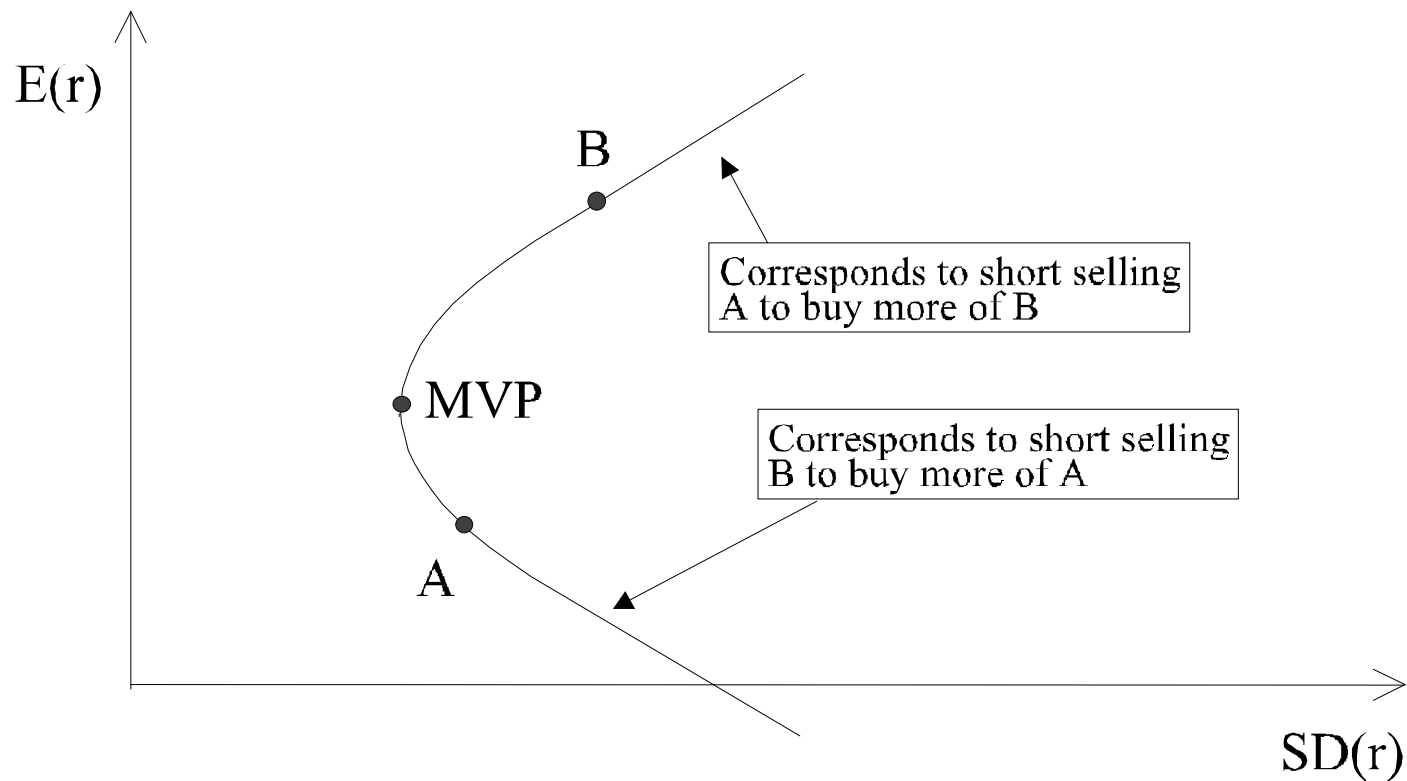 E(r)
B
Corresponds to short selling
A to buy more of B
MVP
Corresponds to short selling
B to buy more of A
A
SD(r)